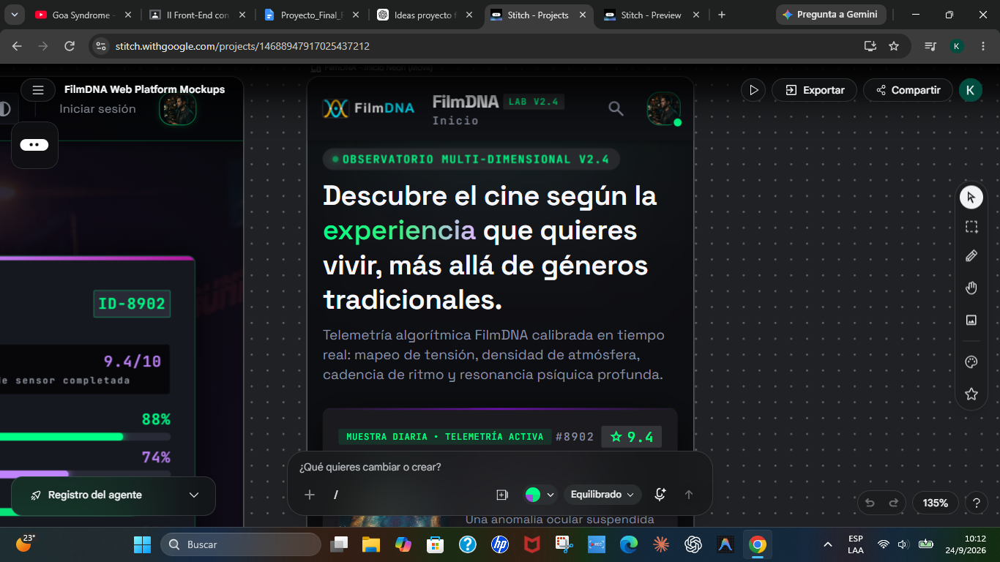 Goa Syndrome -
II Front-End con
Proyecto_Final_F
Ideas proyecto f
Stitch - Projects
Stitch - Preview
Pregunta a Gemini
stitch.withgoogle.com/projects/14688947917025437212
K
FilmDNA Web Platform Mockups
Iniciar sesión
Exportar
Compartir
K
FilmDNA
FilmDNA
LAB V2.4
Inicio
OBSERVATORIO MULTI-DIMENSIONAL V2.4
Descubre el cine según la
experiencia que quieres
vivir, más allá de géneros
tradicionales.
Telemetría algorítmica FilmDNA calibrada en tiempo
real: mapeo de tensión, densidad de atmósfera,
cadencia de ritmo y resonancia psíquica profunda.
MUESTRA DIARIA • TELEMETRÍA ACTIVA
#8902
9.4
Una anomalía ocular suspendida
ID-8902
9.4/10
de sensor completada
88%
74%
Registro del agente
¿Qué quieres cambiar o crear?
/
Equilibrado
135%
?
23°
Buscar
REC
ESP
LAA
10:12
24/9/2026